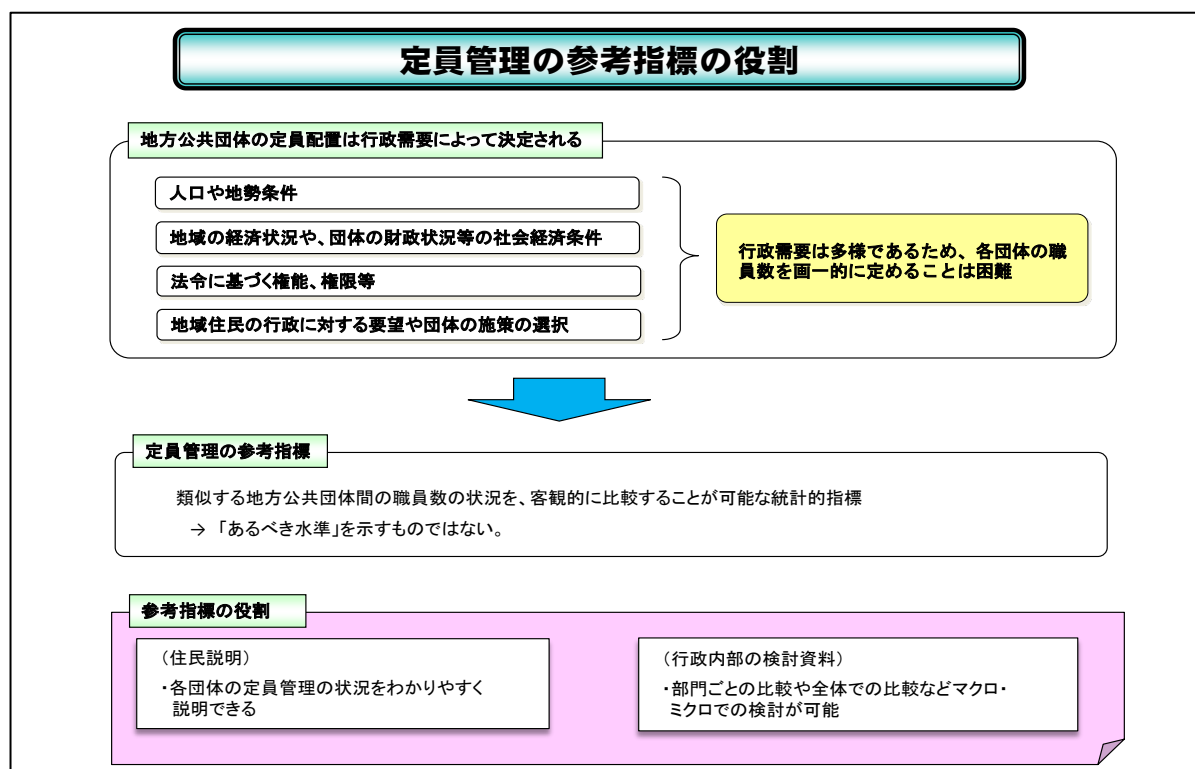 定員管理の参考指標の役割
地方公共団体の定員配置は行政需要によって決定される
人口や地勢条件
地域の経済状況や、団体の財政状況等の社会経済条件
法令に基づく権能、権限等
地域住民の行政に対する要望や団体の施策の選択
行政需要は多様であるため、各団体の職
員数を画一的に定めることは困難
定員管理の参考指標
類似する地方公共団体間の職員数の状況を、客観的に比較することが可能な統計的指標
→ 「あるべき水準」を示すものではない。
参考指標の役割
(住民説明)
・各団体の定員管理の状況をわかりやすく
説明できる
(行政内部の検討資料)
・部門ごとの比較や全体での比較などマクロ・
ミクロでの検討が可能